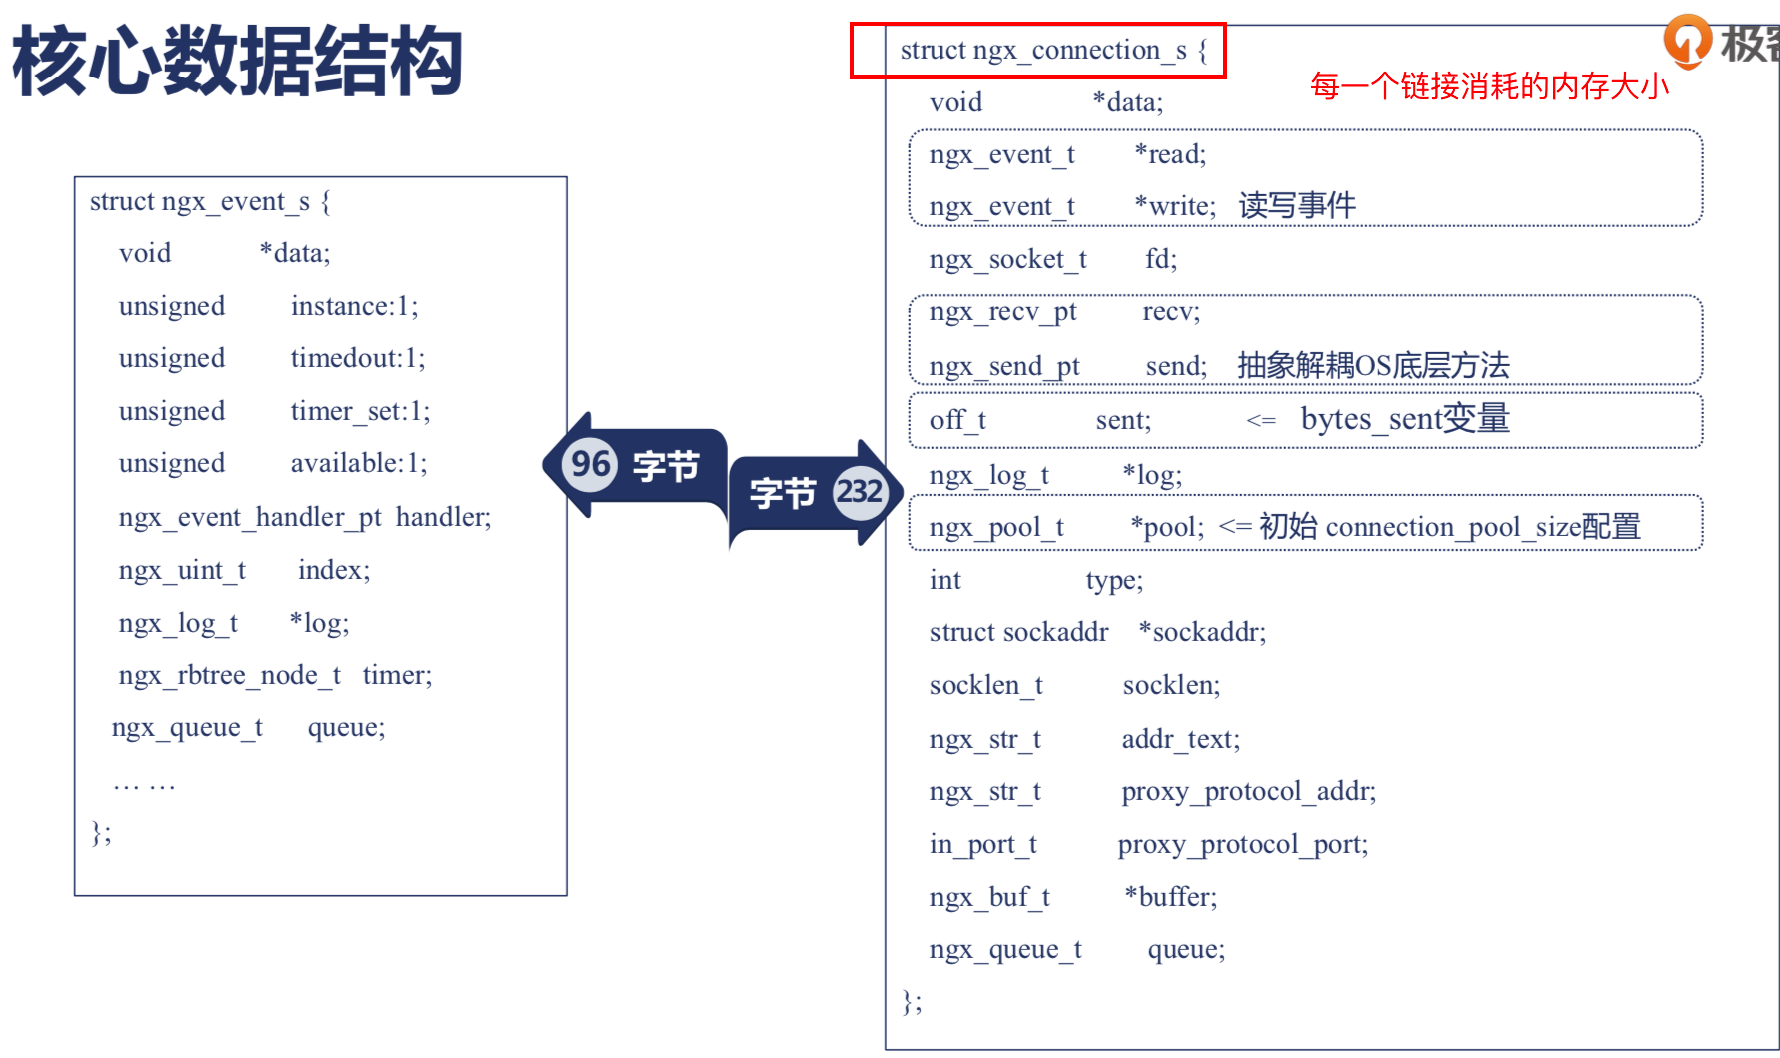 核心数据结构
struct ngx_event_s {
void *data;
unsigned instance:1;
unsigned timedout:1;
unsigned timer_set:1;
unsigned available:1;
ngx_event_handler_pt handler;
ngx_uint_t index;
ngx_log_t *log;
ngx_rbtree_node_t timer;
ngx_queue_t queue;
… …
};
96 字节
字节 232
struct ngx_connection_s {
极
每一个链接消耗的内存大小
void *data;
ngx_event_t *read;
ngx_event_t *write; 读写事件
ngx_socket_t fd;
ngx_recv_pt recv;
ngx_send_pt send; 抽象解耦OS底层方法
off_t sent; <= bytes_sent变量
ngx_log_t *log;
ngx_pool_t *pool; <= 初始 connection_pool_size配置
int type;
struct sockaddr *sockaddr;
socklen_t socklen;
ngx_str_t addr_text;
ngx_str_t proxy_protocol_addr;
in_port_t proxy_protocol_port;
ngx_buf_t *buffer;
ngx_queue_t queue;
};